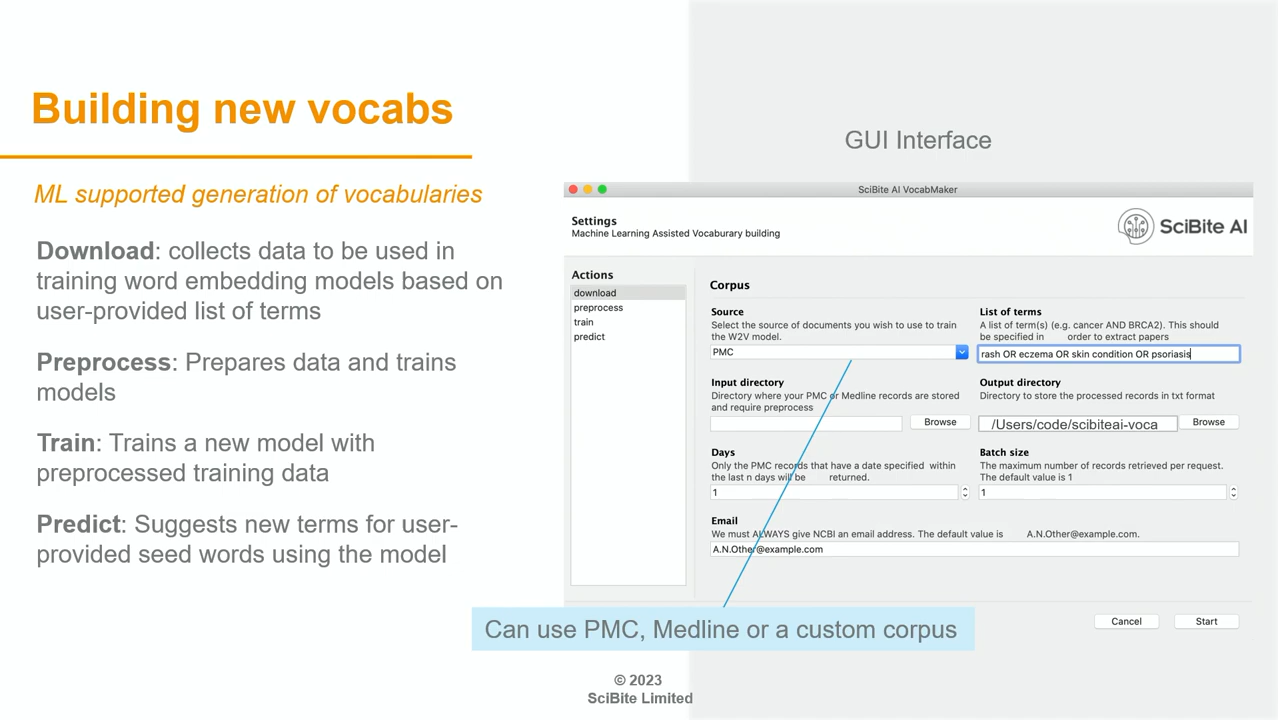 Building new vocabs
ML supported generation of vocabularies
Download: collects data to be used in
training word embedding models based on
user-provided list of terms
Preprocess: Prepares data and trains
models
Train: Trains a new model with
preprocessed training data
Predict: Suggests new terms for user-
provided seed words using the model
GUI Interface
SciBite AI VocabMaker
Settings
Machine Learning Assisted Vocaburary building
SciBite AI
Actions
download
preprocess
train
predict
Corpus
Source
Select the source of documents you wish to use to train
the W2V model.
PMC
List of terms
A list of term(s) (e.g. cancer AND BRCA2). This should
be specified in order to extract papers
rash OR eczema OR skin condition OR psoriasis
Input directory
Directory where your PMC or Medline records are stored
and require preprocess
Browse
Output directory
Directory to store the processed records in txt format
/Users/code/scibiteai-voca
Browse
Days
Only the PMC records that have a date specified within
the last n days will be returned.
1
Batch size
The maximum number of records retrieved per request.
The default value is 1
1
Email
We must ALWAYS give NCBI an email address. The default value is A.N.Other@example.com.
A.N.Other@example.com
Can use PMC, Medline or a custom corpus
Cancel
Start
© 2023
SciBite Limited